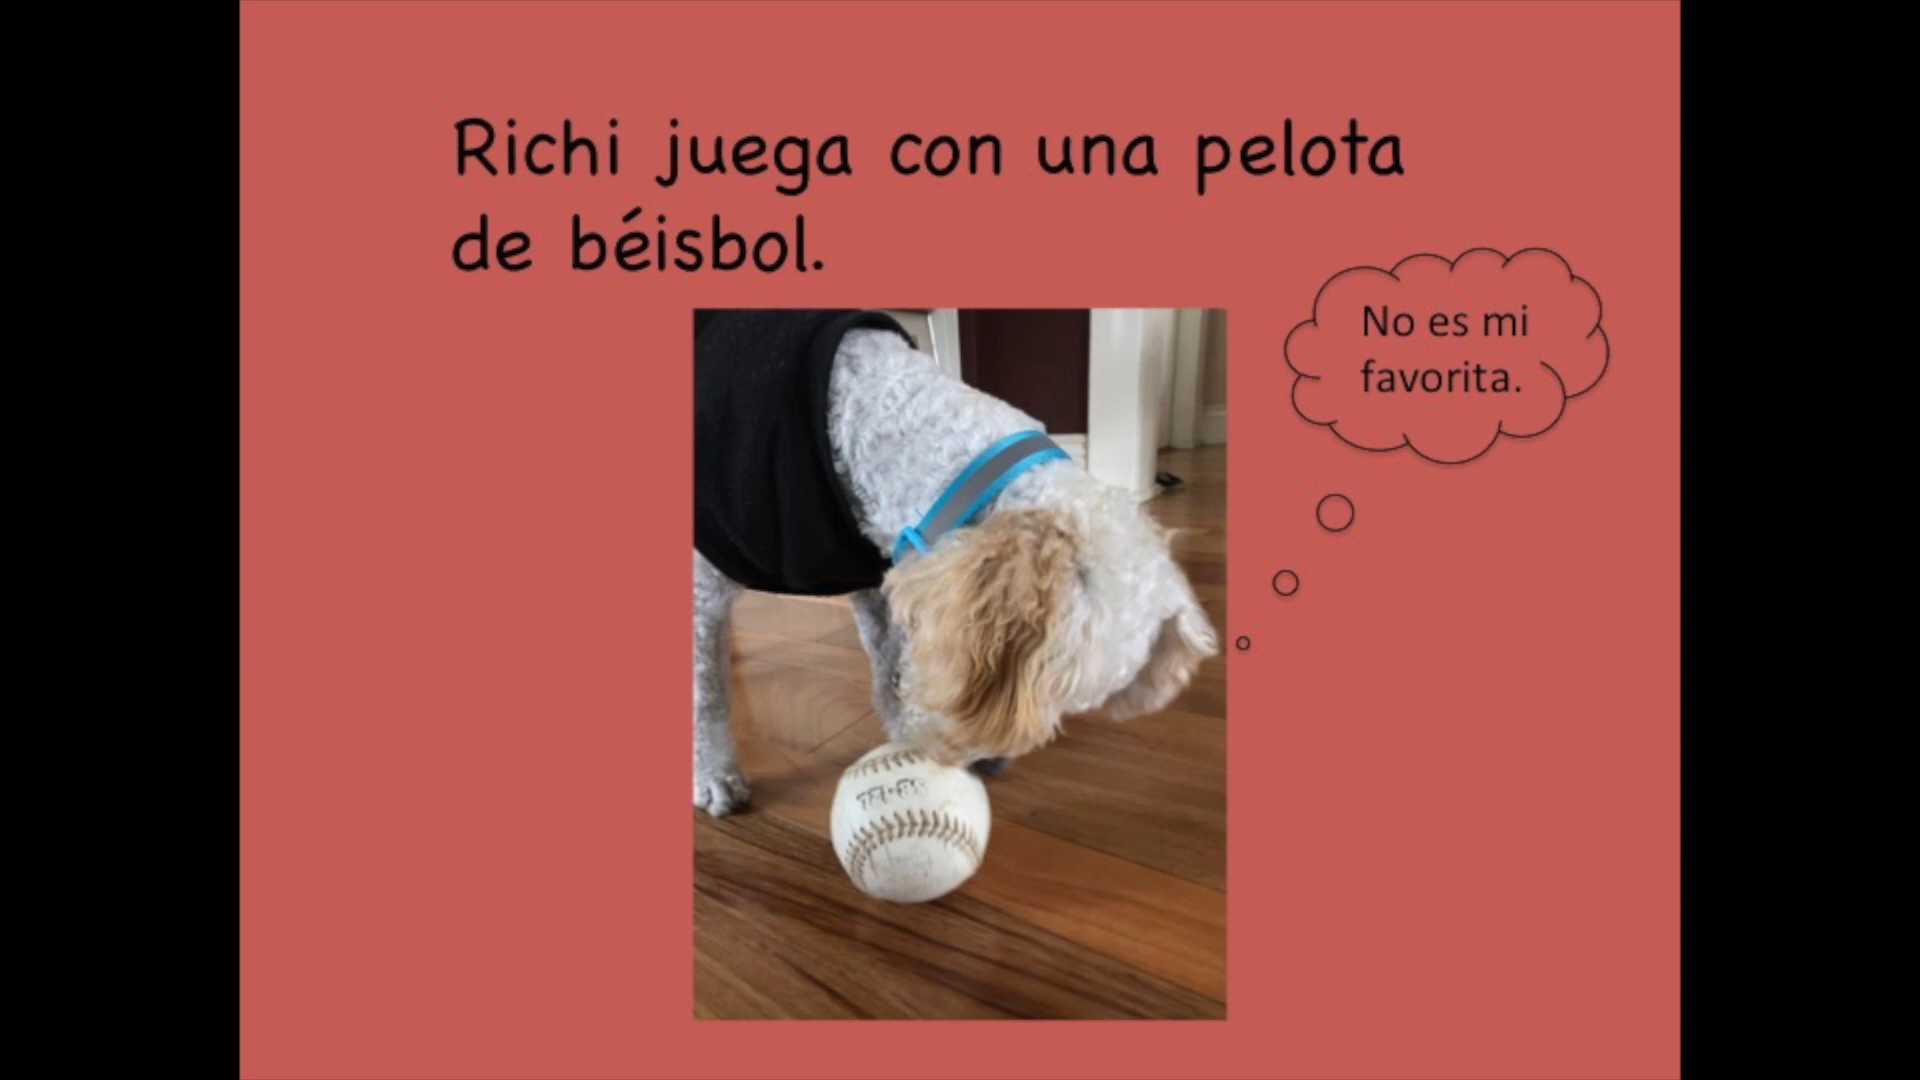 Richi juega con una pelota
de béisbol.
No es mi
favorita.